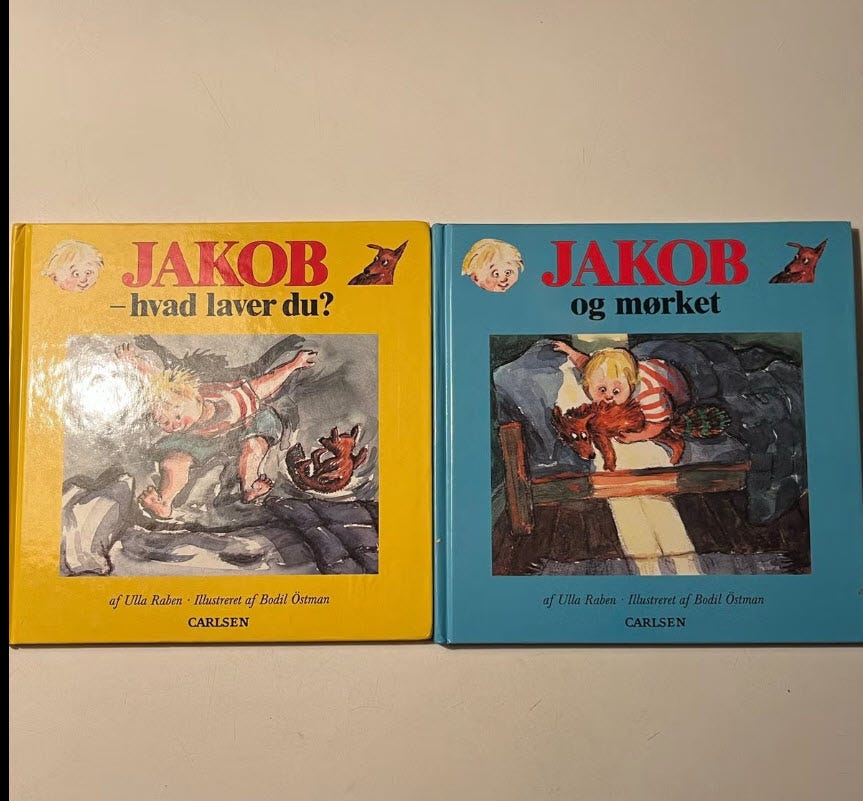 JAKOB
– hvad laver du?
af Ulla Raben · Illustreret af Bodil Östman
CARLSEN
JAKOB
og mørket
af Ulla Raben · Illustreret af Bodil Östman
CARLSEN